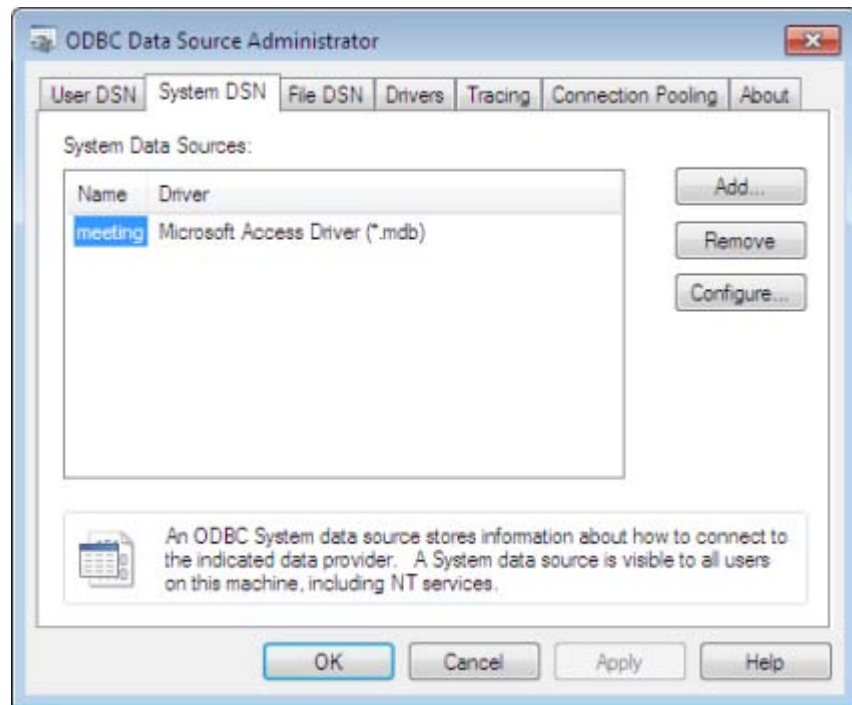 ODBC Data Source Administrator
User DSN System DSN File DSN Drivers Tracing Connection Pooling About
System Data Sources:
Name Driver
meeting Microsoft Access Driver (*.mdb)
Add...
Remove
Configure...
An ODBC System data source stores information about how to connect to
the indicated data provider. A System data source is visible to all users
on this machine, including NT services.
OK Cancel Apply Help